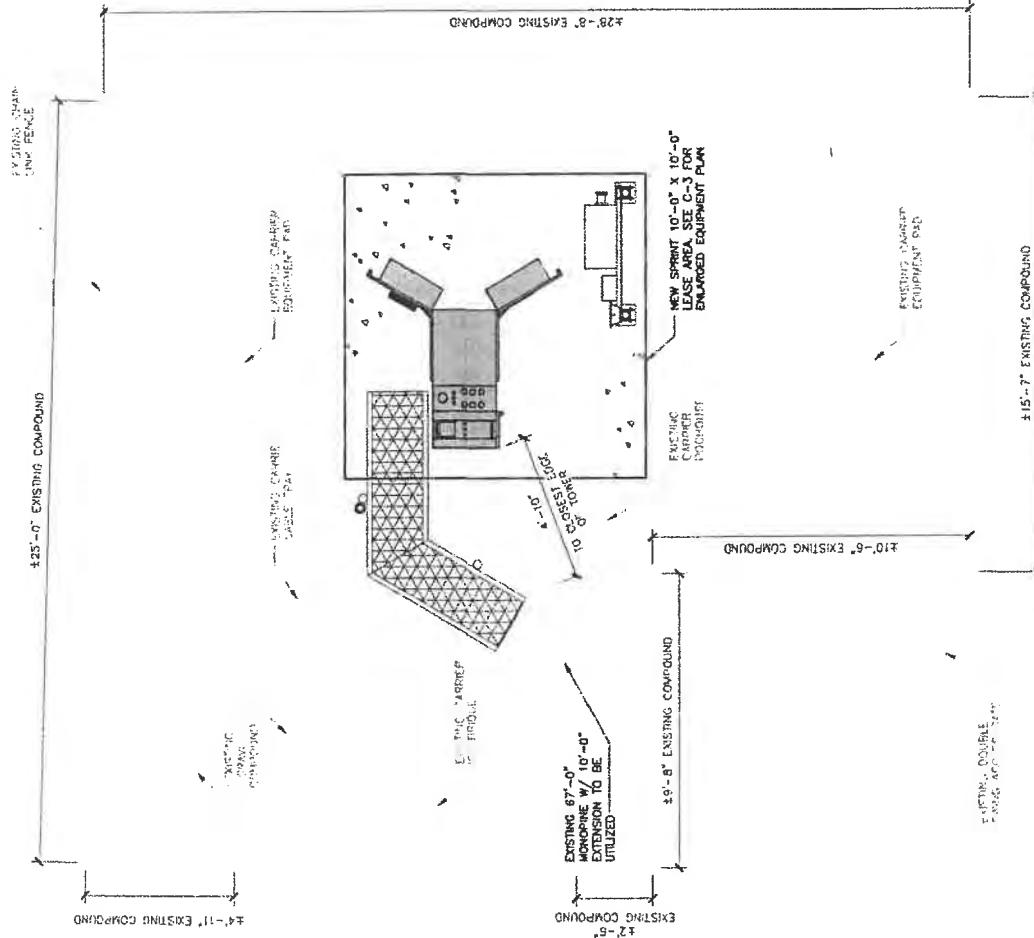 ±28'-8" EXISTING COMPOUND
EXISTING CHAIN
LINK FENCE
±25'-0" EXISTING COMPOUND
EXISTING CARRIER
EQUIPMENT PAD
EXISTING CARRIE
CABLE TRAY
EXISTING
COMPOUND
±4'-11" EXISTING COMPOUND
NEW SPRINT 10'-0" X 10'-0"
LEASE AREA, SEE C-3 FOR
ENLARGED EQUIPMENT PLAN
EXISTING CARRIER
EQUIPMENT PAD
±15'-7" EXISTING COMPOUND
EXISTING
CARRIER
4'-10"
TO CLOSEST EDGE
OF TOWER
±10'-6" EXISTING COMPOUND
CARRIER
BRIDGE
EXISTING 67'-0"
MONOPINE W/ 10'-0"
EXTENSION TO BE
UTILIZED
±9'-8" EXISTING COMPOUND
±2'-6"
EXISTING COMPOUND
EXISTING DOUBLE